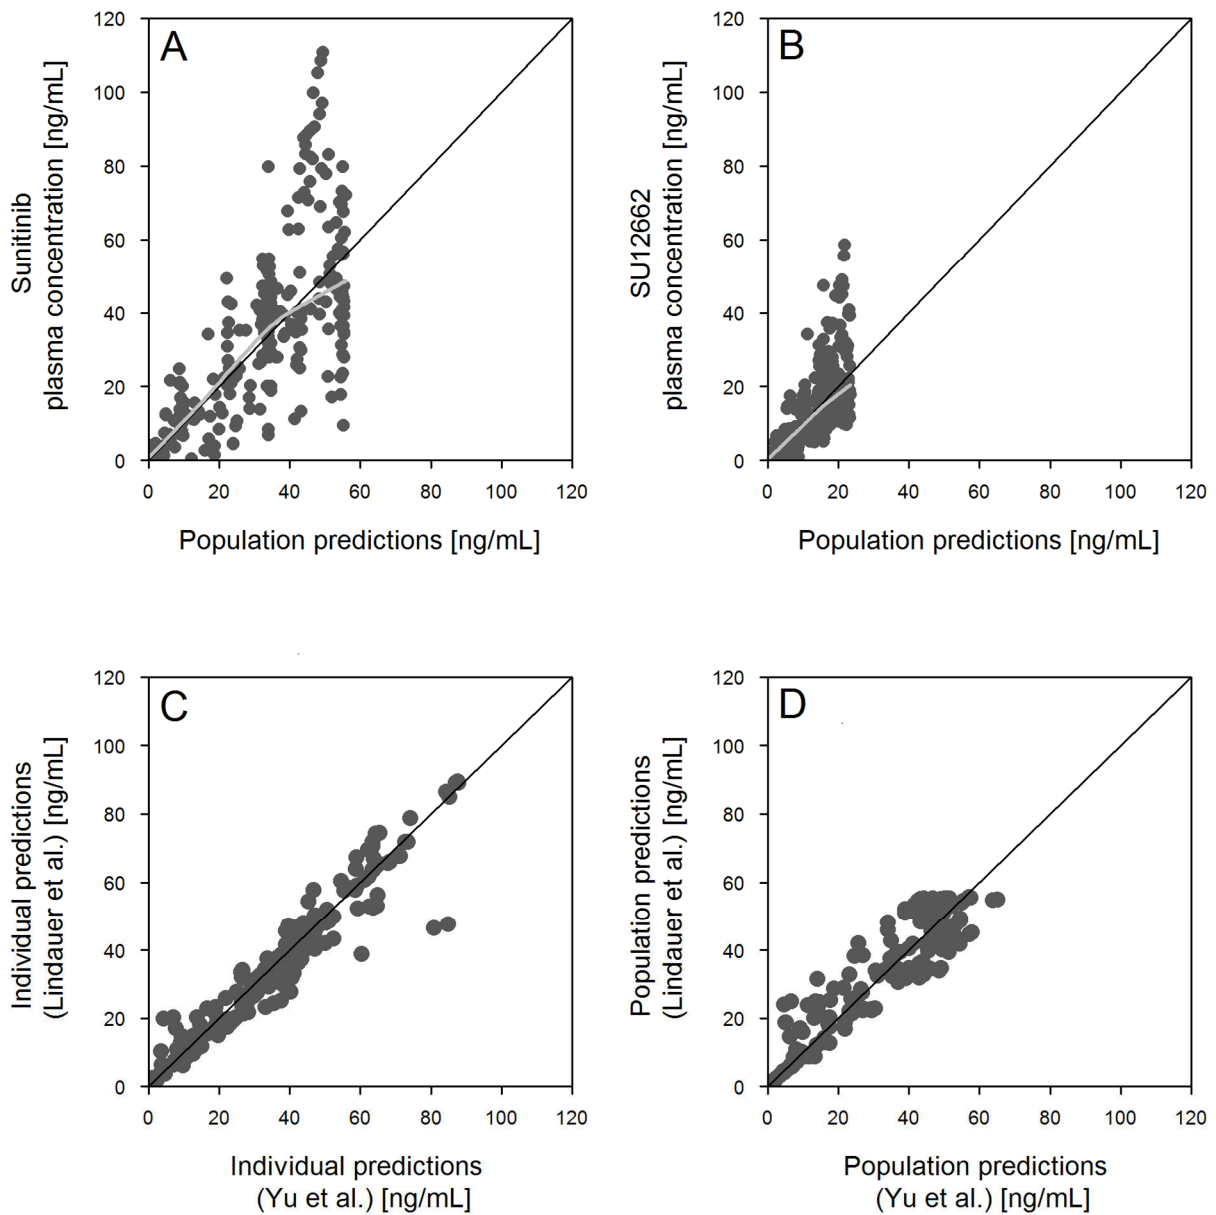 A
Sunitinib
plasma concentration [ng/mL]
120
100
80
60
40
20
0
0 20 40 60 80 100 120
Population predictions [ng/mL]
B
SU12662
plasma concentration [ng/mL]
120
100
80
60
40
20
0
0 20 40 60 80 100 120
Population predictions [ng/mL]
C
Individual predictions
(Lindauer et al.) [ng/mL]
120
100
80
60
40
20
0
0 20 40 60 80 100 120
Individual predictions
(Yu et al.) [ng/mL]
D
Population predictions
(Lindauer et al.) [ng/mL]
120
100
80
60
40
20
0
0 20 40 60 80 100 120
Population predictions
(Yu et al.) [ng/mL]